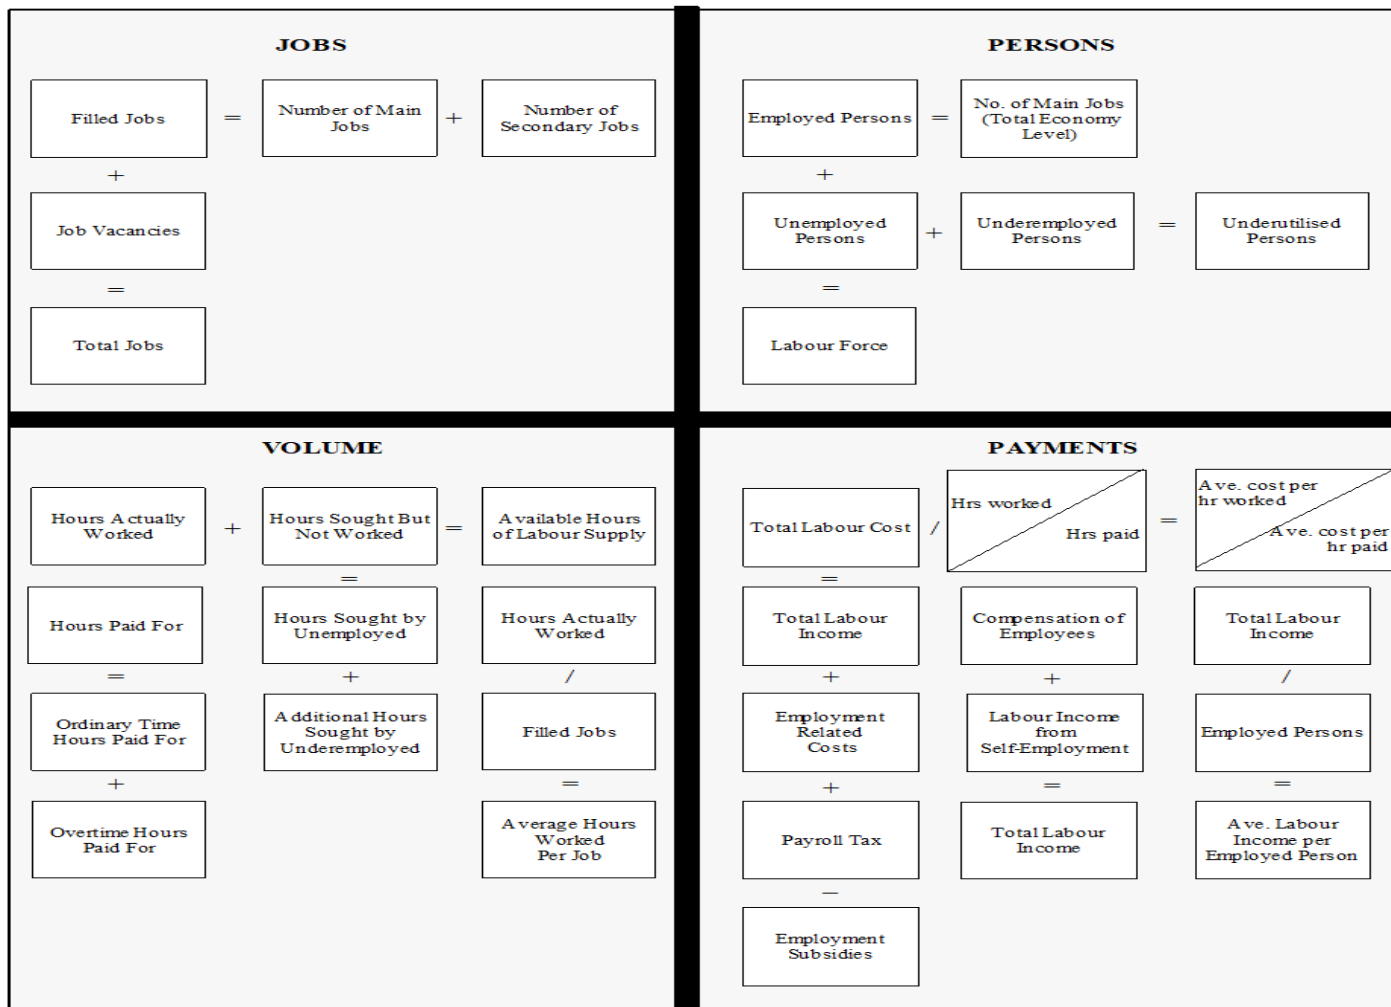 JOBS
Filled Jobs
=
Number of Main
Jobs
+
Number of
Secondary Jobs
+
Job Vacancies
=
Total Jobs
PERSONS
Employed Persons
=
No. of Main Jobs
(Total Economy
Level)
+
Unemployed
Persons
+
Underemployed
Persons
=
Underutilised
Persons
=
Labour Force
VOLUME
Hours Actually
Worked
+
Hours Sought But
Not Worked
=
Available Hours
of Labour Supply
=
Hours Paid For
Hours Sought by
Unemployed
Hours Actually
Worked
=
+
/
Ordinary Time
Hours Paid For
Additional Hours
Sought by
Underemployed
Filled Jobs
+
=
Overtime Hours
Paid For
Average Hours
Worked
Per Job
PAYMENTS
Total Labour Cost
/
Hrs worked
Hrs paid
=
Ave. cost per
hr worked
Ave. cost per
hr paid
=
Total Labour
Income
Compensation of
Employees
Total Labour
Income
+
+
/
Employment
Related
Costs
Labour Income
from
Self-Employment
Employed Persons
+
=
=
Payroll Tax
Total Labour
Income
Ave. Labour
Income per
Employed Person
−
Employment
Subsidies